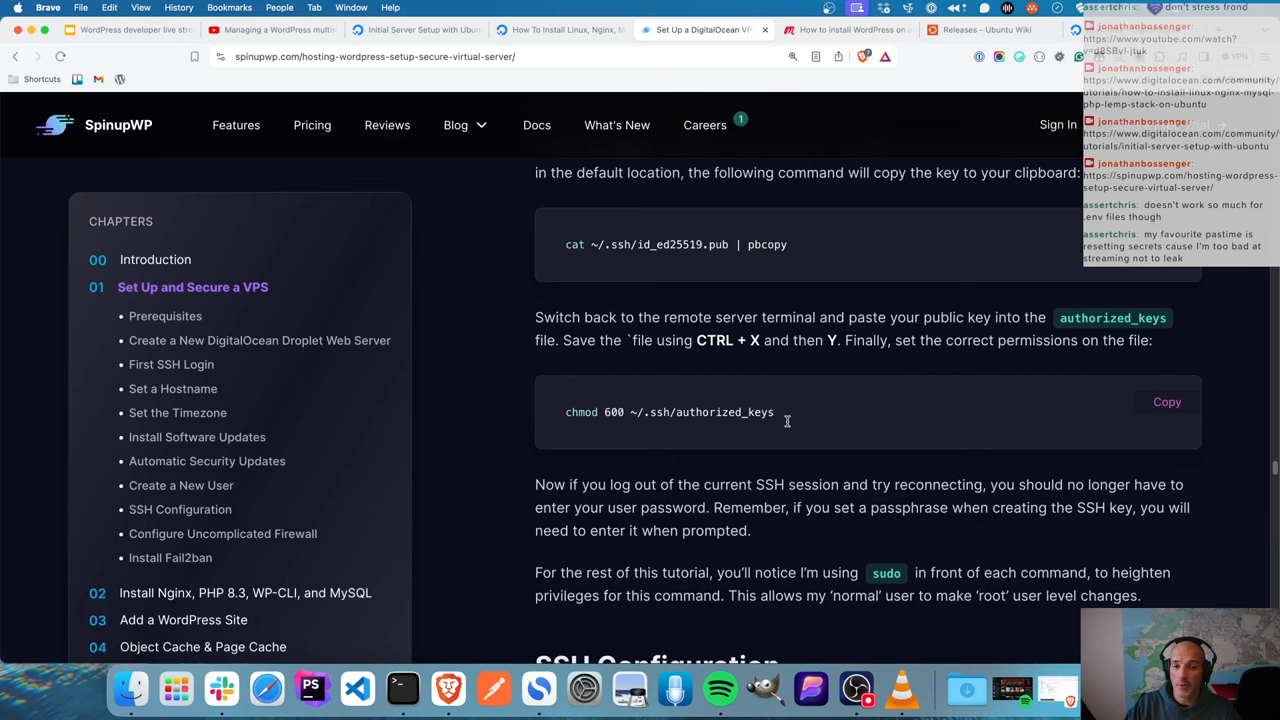 Brave File Edit View History Bookmarks People Tab Window Help
WordPress developer live stre
Managing a WordPress multis
Initial Server Setup with Ubun
How To Install Linux, Nginx, M
Set Up a DigitalOcean VP
How to install WordPress on a
Releases - Ubuntu Wiki
spinupwp.com/hosting-wordpress-setup-secure-virtual-server/
VPN
Shortcuts
assertchris: don't stress frond
jonathanbossenger:
https://www.youtube.com/watch?
v=d8SBvI-jtuk
jonathanbossenger:
https://www.digitalocean.com/community/
utorials/how-to-install-linux-nginx-mysql-
php-lemp-stack-on-ubuntu
jonathanbossenger:
https://www.digitalocean.com/community/
utorials/initial-server-setup-with-ubuntu
jonathanbossenger:
https://spinupwp.com/hosting-wordpress-
setup-secure-virtual-server/
assertchris: doesn't work so much for
.env files though
assertchris: my favourite pastime is
resetting secrets cause I'm too bad at
streaming not to leak
SpinupWP
Features
Pricing
Reviews
Blog
Docs
What's New
Careers
1
Sign In
CHAPTERS
00 Introduction
01 Set Up and Secure a VPS
• Prerequisites
• Create a New DigitalOcean Droplet Web Server
• First SSH Login
• Set a Hostname
• Set the Timezone
• Install Software Updates
• Automatic Security Updates
• Create a New User
• SSH Configuration
• Configure Uncomplicated Firewall
• Install Fail2ban
02 Install Nginx, PHP 8.3, WP-CLI, and MySQL
03 Add a WordPress Site
04 Object Cache & Page Cache
in the default location, the following command will copy the key to your clipboard:
cat ~/.ssh/id_ed25519.pub | pbcopy
Switch back to the remote server terminal and paste your public key into the authorized_keys
file. Save the `file using CTRL + X and then Y. Finally, set the correct permissions on the file:
Copy
chmod 600 ~/.ssh/authorized_keys
Now if you log out of the current SSH session and try reconnecting, you should no longer have to
enter your user password. Remember, if you set a passphrase when creating the SSH key, you will
need to enter it when prompted.
For the rest of this tutorial, you'll notice I'm using sudo in front of each command, to heighten
privileges for this command. This allows my 'normal' user to make 'root' user level changes.
SSH Configuration